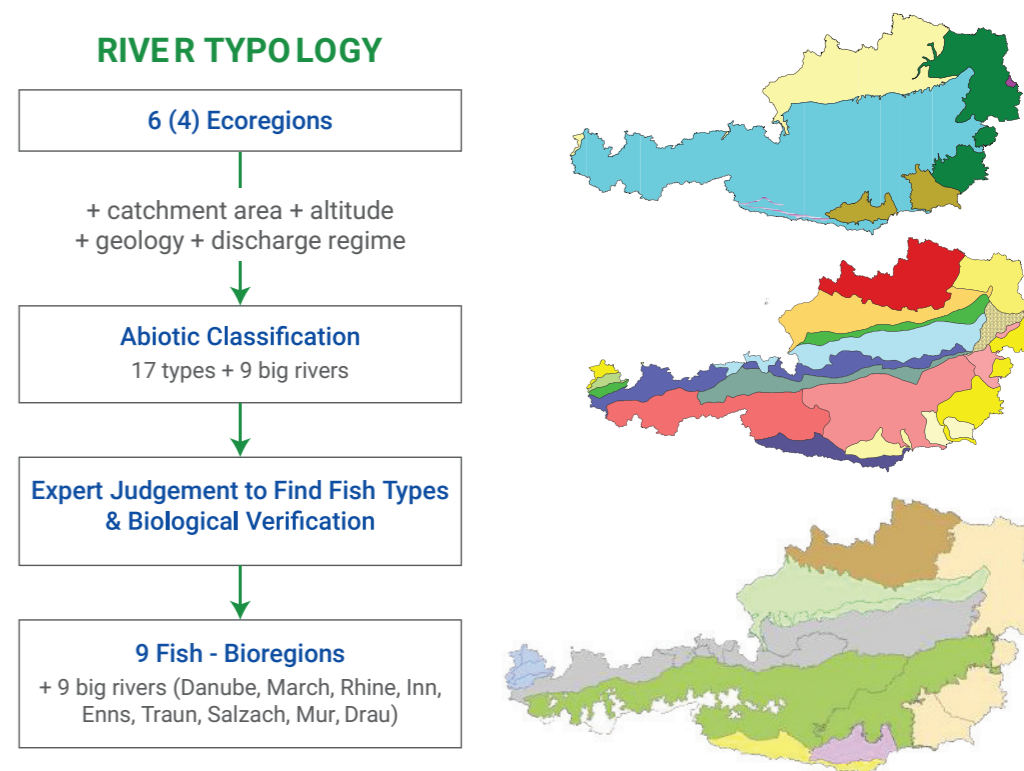 RIVER TYPOLOGY
6 (4) Ecoregions
+ catchment area + altitude
+ geology + discharge regime
Abiotic Classification
17 types + 9 big rivers
Expert Judgement to Find Fish Types
& Biological Verification
9 Fish - Bioregions
+ 9 big rivers (Danube, March, Rhine, Inn,
Enns, Traun, Salzach, Mur, Drau)